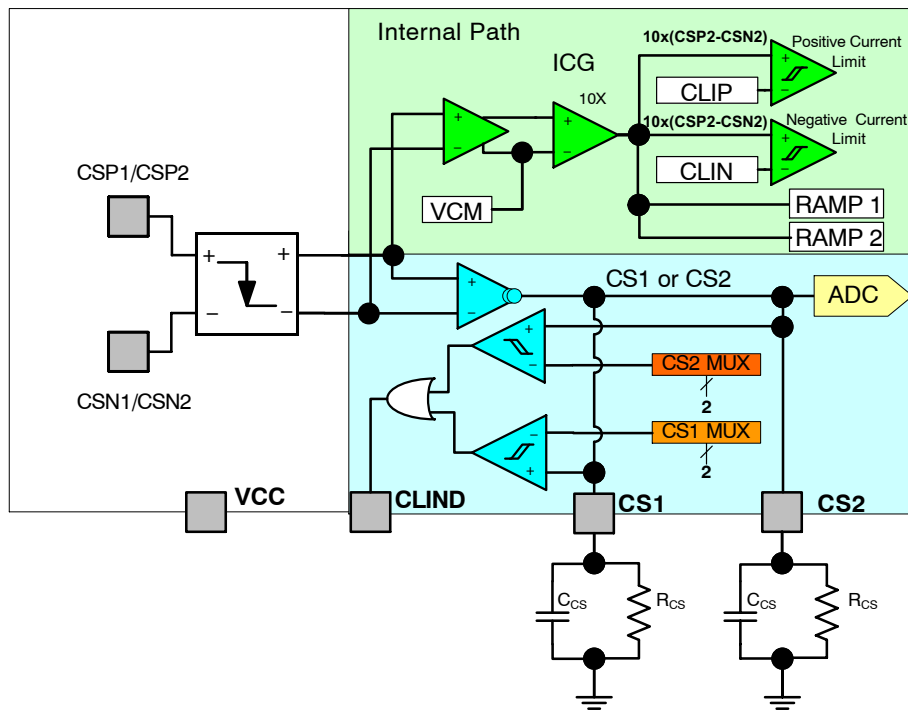 Internal Path
ICG
10X
10x(CSP2-CSN2)
Positive Current
Limit
+
−
CLIP
10x(CSP2-CSN2)
Negative Current
Limit
+
−
CLIN
+
−
+
−
VCM
RAMP 1
RAMP 2
CSP1/CSP2
+
−
+
+
−
−
CSN1/CSN2
+
−
CS1 or CS2
ADC
+
−
CS2 MUX
2
−
+
CS1 MUX
2
VCC
CLIND
CS1
CS2
CCS
RCS
CCS
RCS